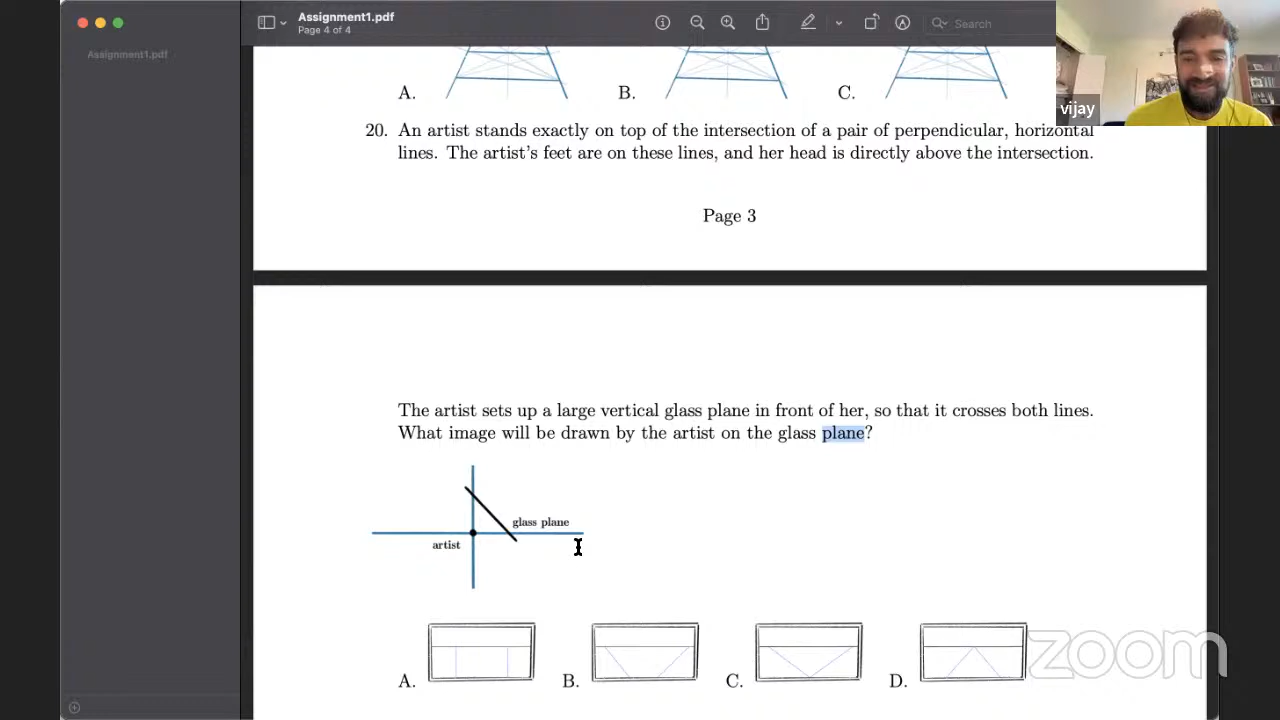 Assignment1.pdf
Page 4 of 4
Search
Assignment1.pdf
vijay
A.
B.
C.
20. An artist stands exactly on top of the intersection of a pair of perpendicular, horizontal
lines. The artist's feet are on these lines, and her head is directly above the intersection.
Page 3
The artist sets up a large vertical glass plane in front of her, so that it crosses both lines.
What image will be drawn by the artist on the glass plane?
glass plane
artist
A.
B.
C.
D.
zoom